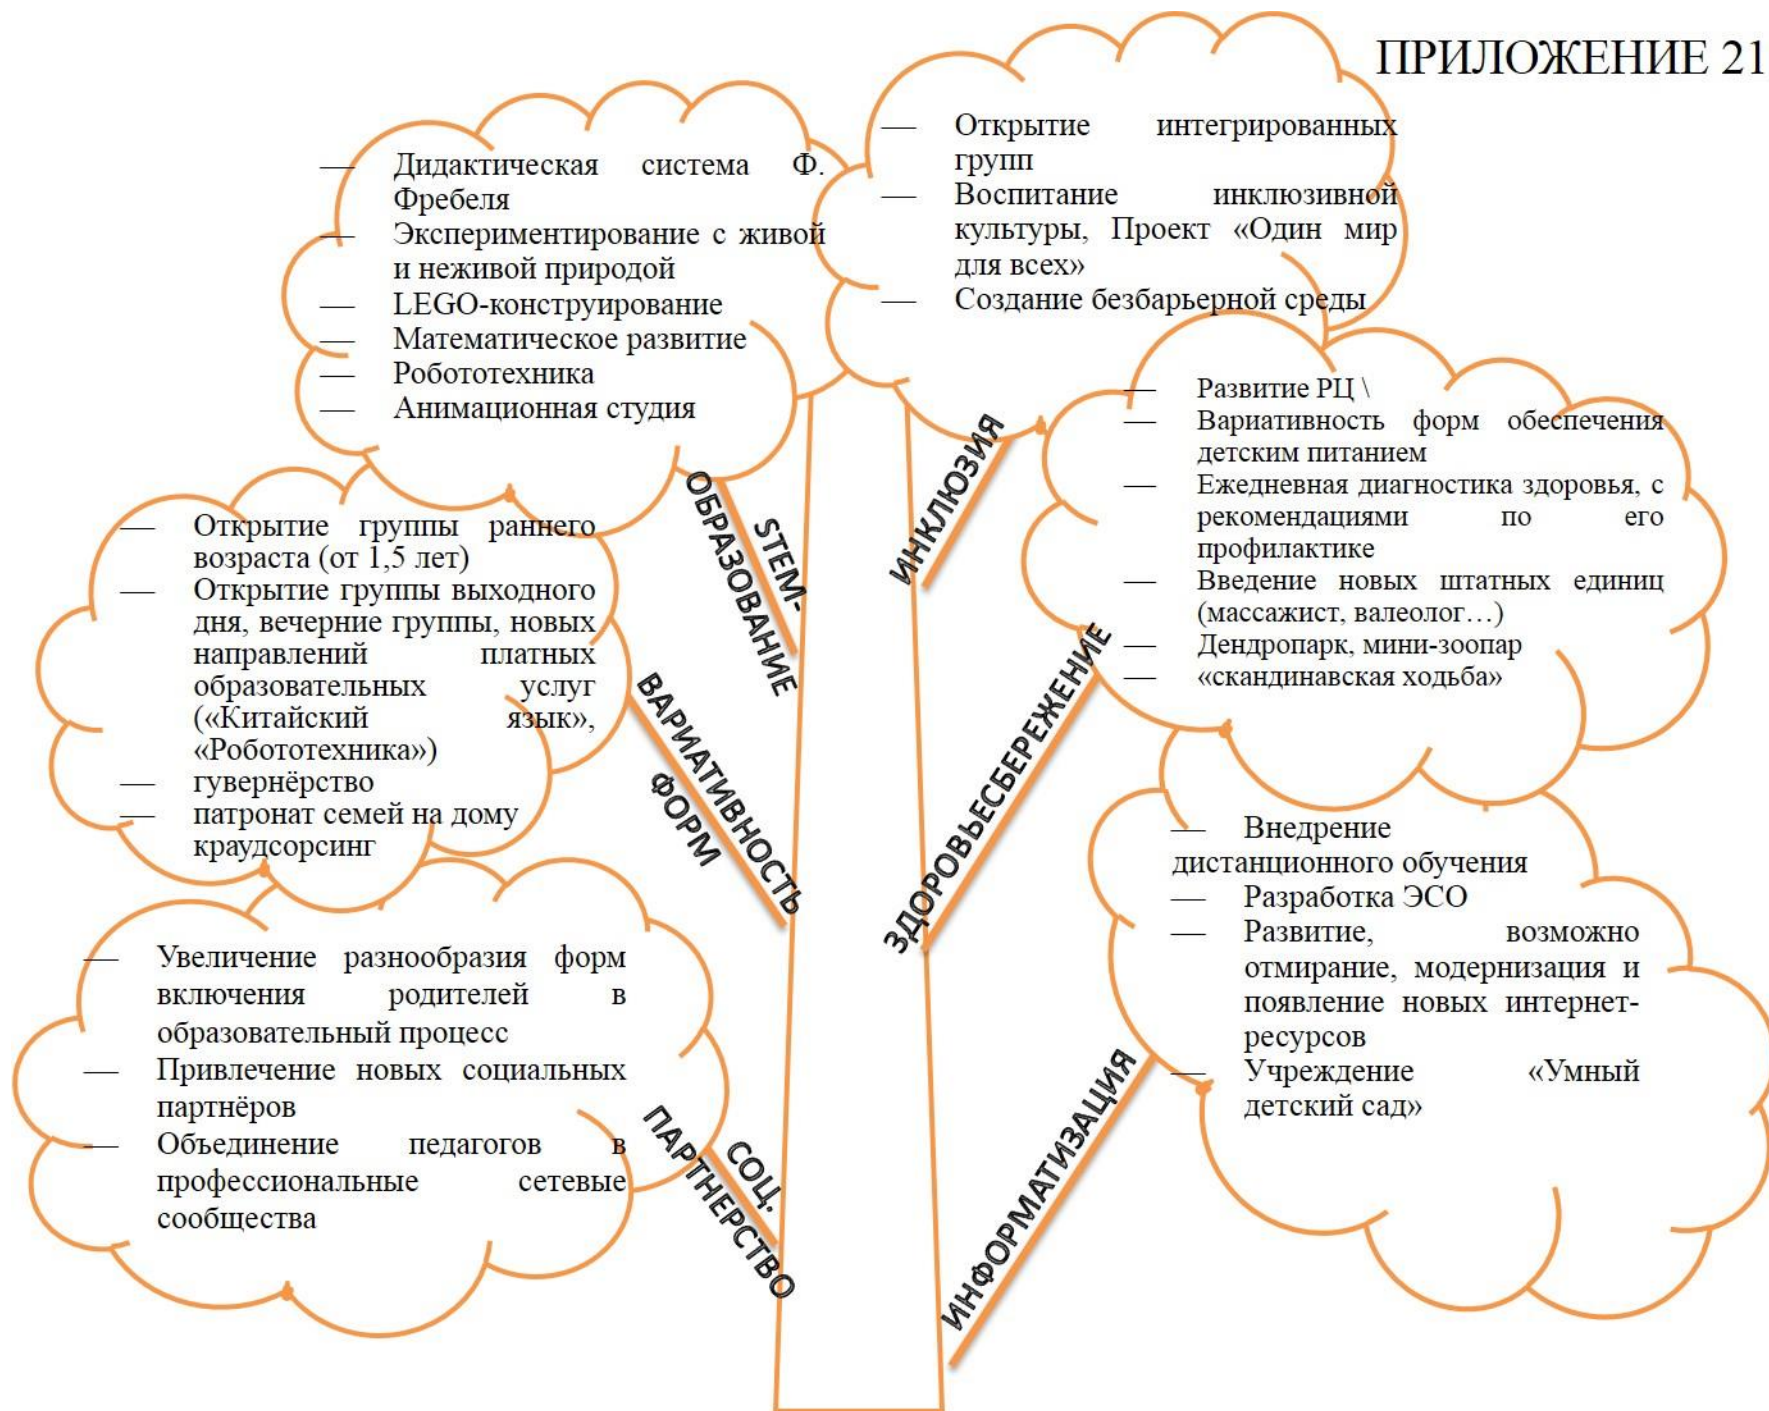 ПРИЛОЖЕНИЕ 21
— Дидактическая система Ф.
Фребеля
— Экспериментирование с живой
и неживой природой
— LEGO-конструирование
— Математическое развитие
— Робототехника
— Анимационная студия
STEM-
ОБРАЗОВАНИЕ
— Открытие интегрированных
групп
— Воспитание инклюзивной
культуры, Проект «Один мир
для всех»
— Создание безбарьерной среды
ИНКЛЮЗИЯ
— Открытие группы раннего
возраста (от 1,5 лет)
— Открытие группы выходного
дня, вечерние группы, новых
направлений платных
образовательных услуг
(«Китайский язык»,
«Робототехника»)
— гувернёрство
— патронат семей на дому
краудсорсинг
ВАРИАТИВНОСТЬ
ФОРМ
— Развитие РЦ \
— Вариативность форм обеспечения
детским питанием
— Ежедневная диагностика здоровья, с
рекомендациями по его
профилактике
— Введение новых штатных единиц
(массажист, валеолог…)
— Дендропарк, мини-зоопар
— «скандинавская ходьба»
ЗДОРОВЬЕСБЕРЕЖЕНИЕ
— Увеличение разнообразия форм
включения родителей в
образовательный процесс
— Привлечение новых социальных
партнёров
— Объединение педагогов в
профессиональные сетевые
сообщества
СОЦ.
ПАРТНЕРСТВО
— Внедрение
дистанционного обучения
— Разработка ЭСО
— Развитие, возможно
отмирание, модернизация и
появление новых интернет-
ресурсов
— Учреждение «Умный
детский сад»
ИНФОРМАТИЗАЦИЯ